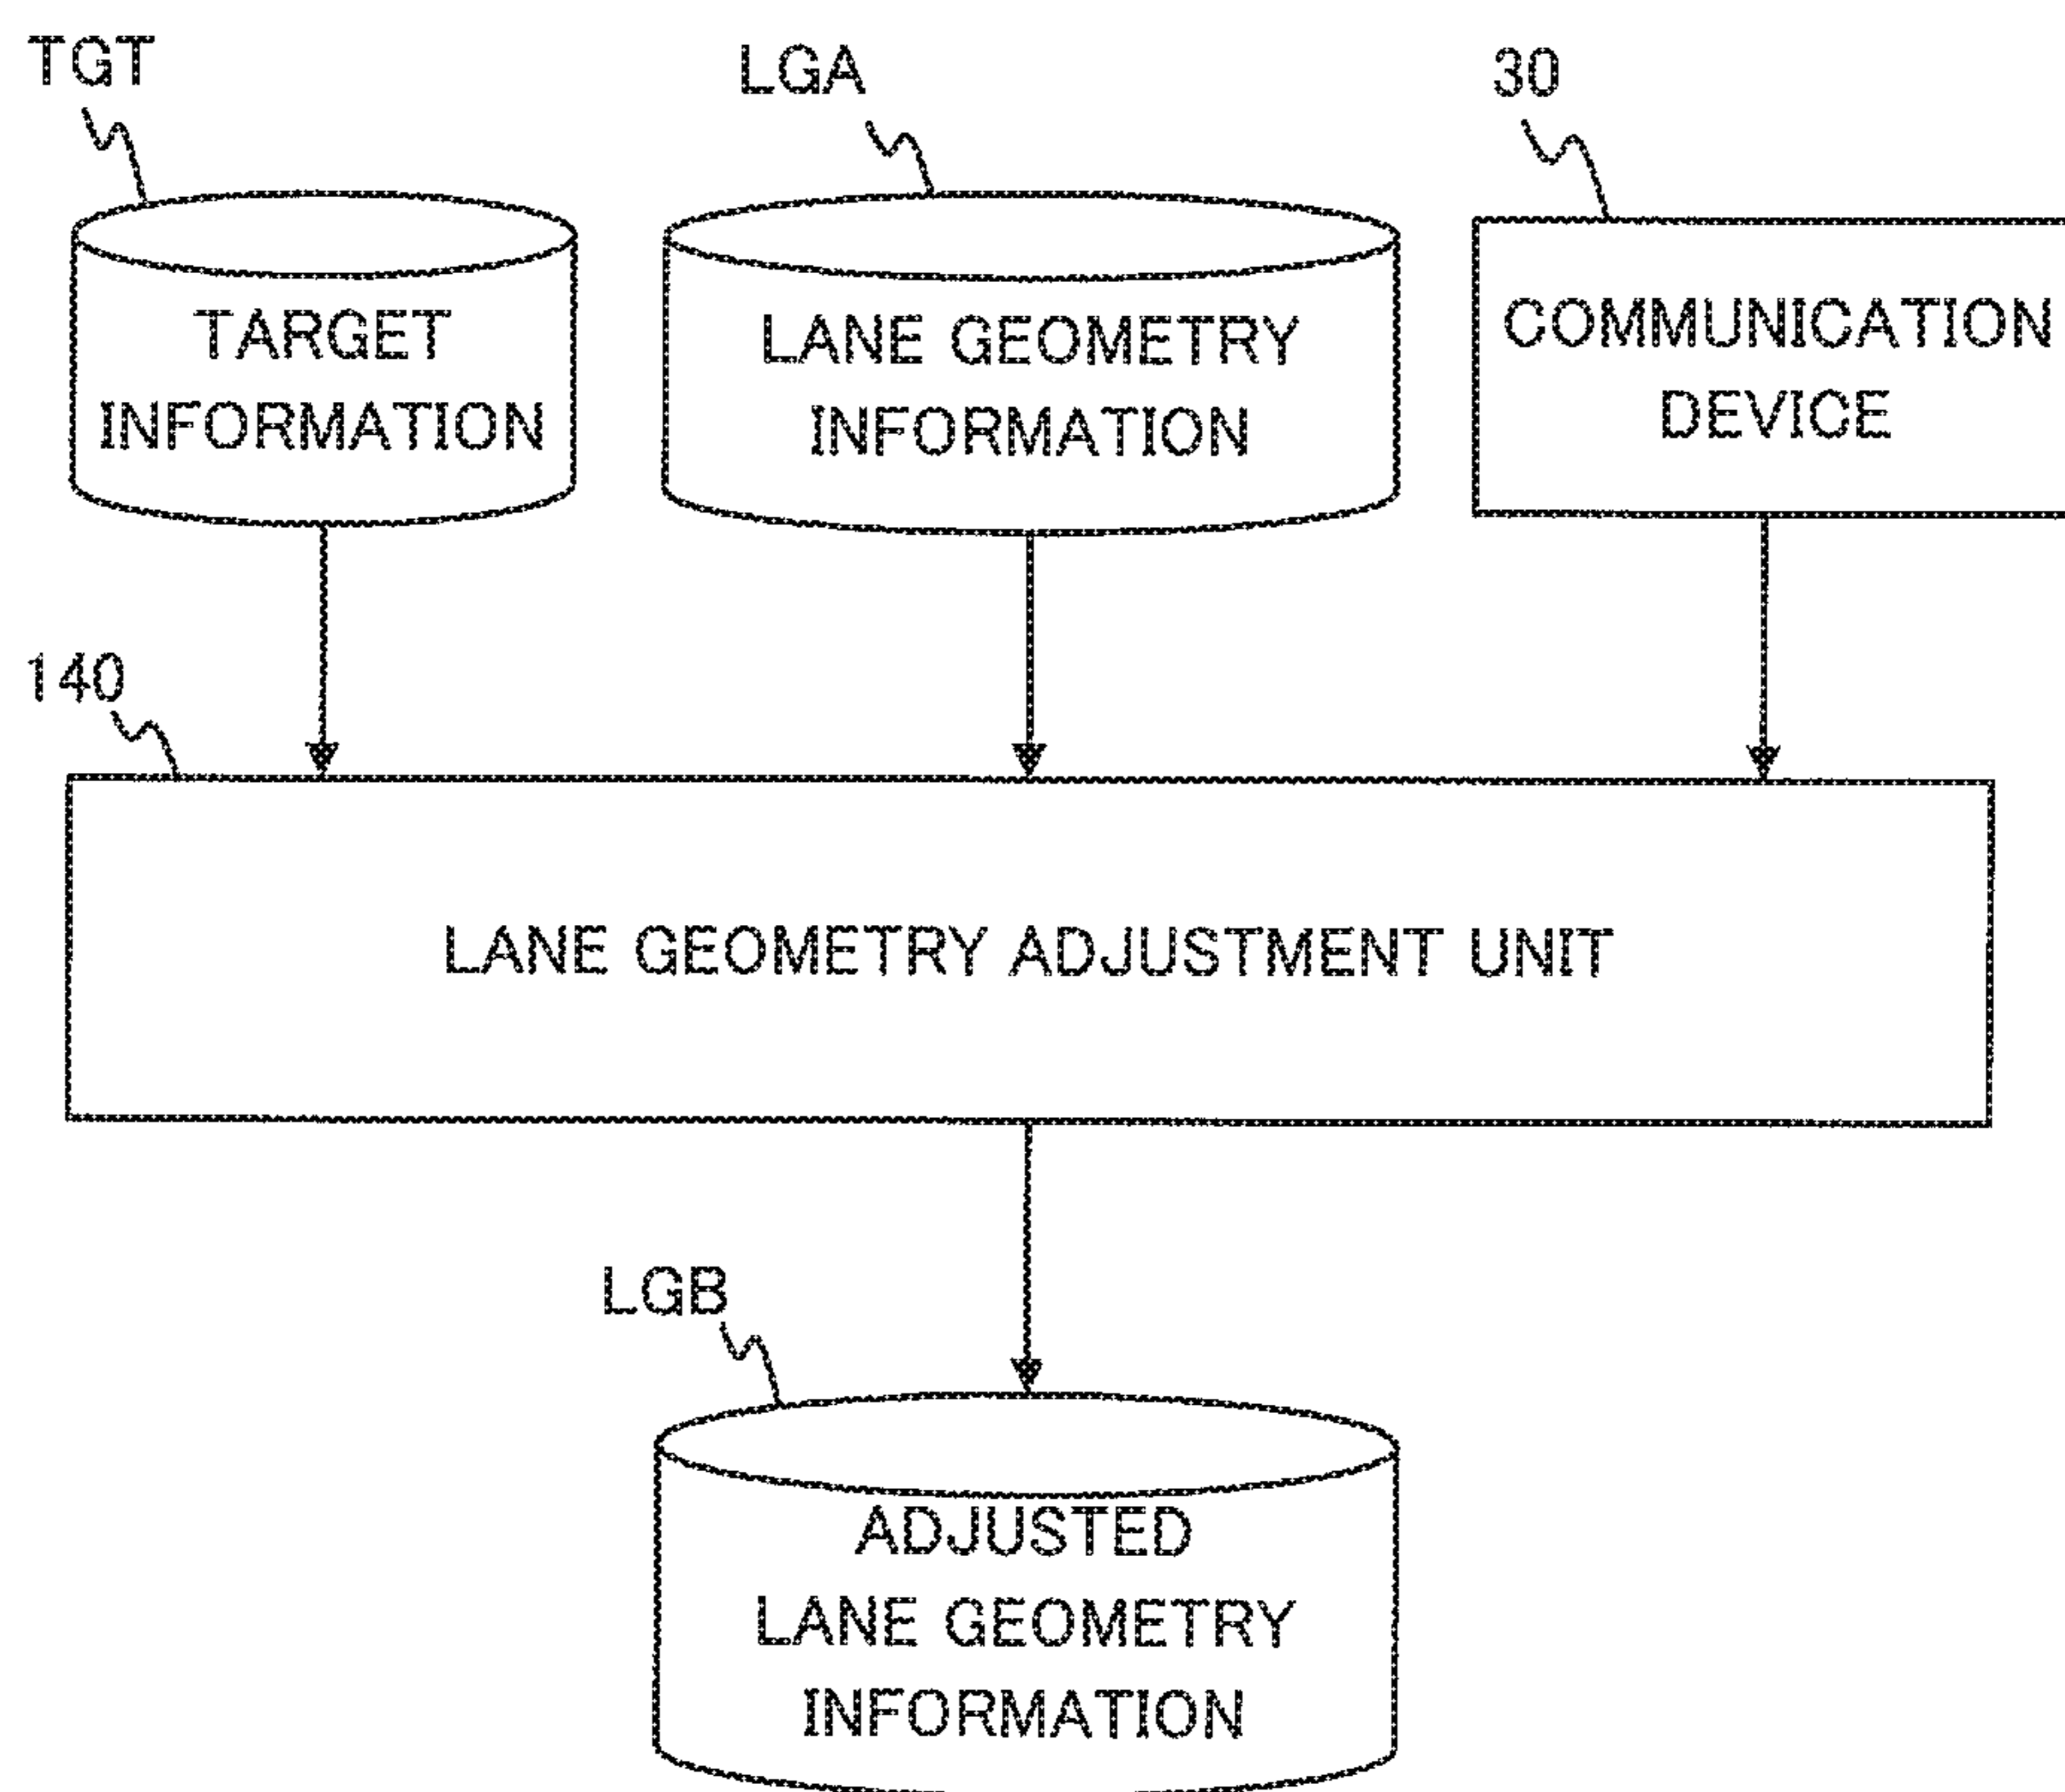 TGT
LGA
30
TARGET
INFORMATION
LANE GEOMETRY
INFORMATION
COMMUNICATION
DEVICE
140
LANE GEOMETRY ADJUSTMENT UNIT
LGB
ADJUSTED
LANE GEOMETRY
INFORMATION